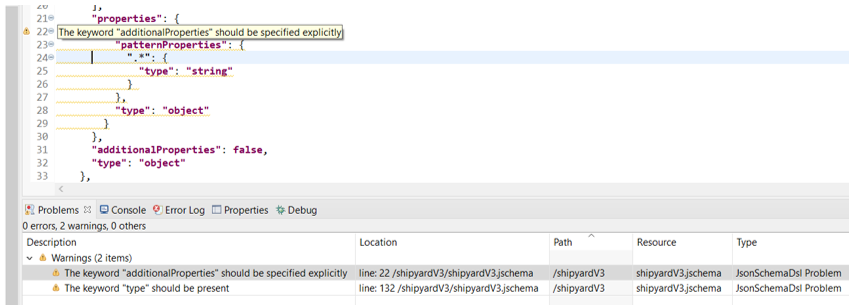 20 ],
21 "properties": {
22 The keyword "additionalProperties" should be specified explicitly
23 "patternProperties": {
24 ".*": {
25 "type": "string"
26 }
27 },
28 "type": "object"
29 }
30 },
31 "additionalProperties": false,
32 "type": "object"
33 },
Problems Console Error Log Properties Debug
0 errors, 2 warnings, 0 others
Description Location Path Resource Type
Warnings (2 items)
The keyword "additionalProperties" should be specified explicitly line: 22 /shipyardV3/shipyardV3.jschema /shipyardV3 shipyardV3.jschema JsonSchemaDsl Problem
The keyword "type" should be present line: 132 /shipyardV3/shipyardV3.jschema /shipyardV3 shipyardV3.jschema JsonSchemaDsl Problem